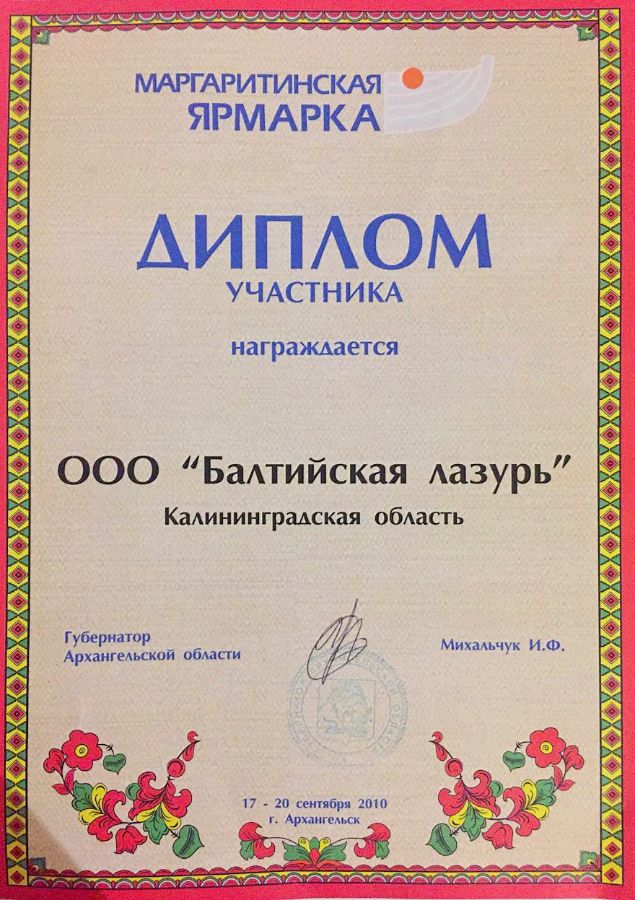 МАРГАРИТИНСКАЯ
ЯРМАРКА
ДИПЛОМ
УЧАСТНИКА
награждается
ООО “Балтийская лазурь”
Калининградская область
Губернатор
Архангельской области
Михальчук И.Ф.
17 - 20 сентября 2010
г. Архангельск